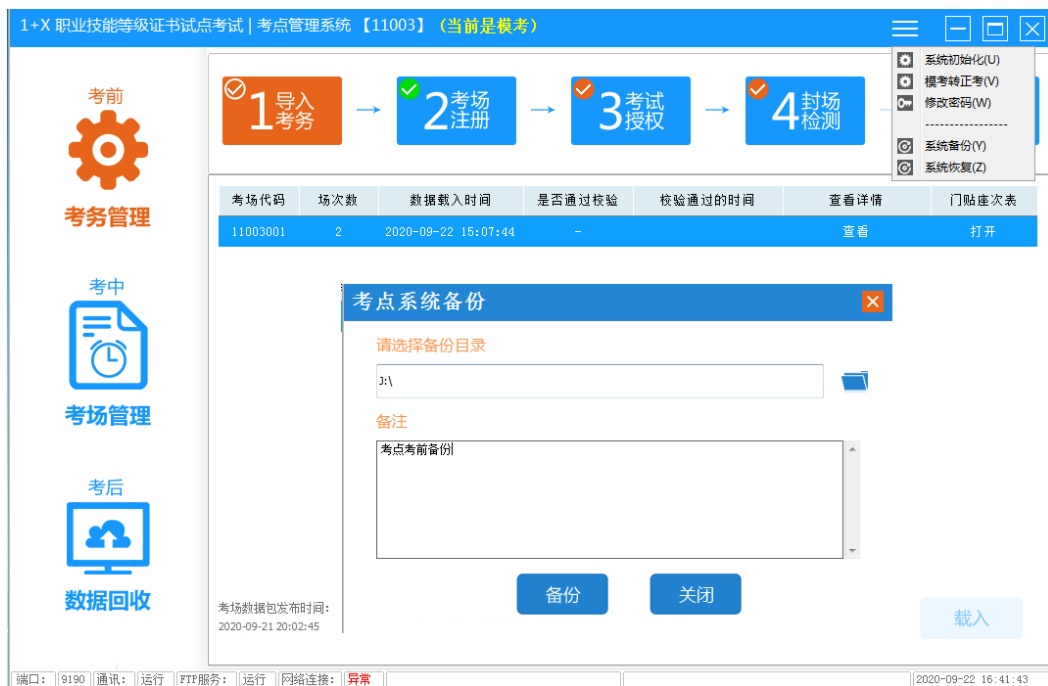 1+X 职业技能等级证书试点考试 | 考点管理系统 【11003】 (当前是模考)
系统初始化(U)
模考转正考(V)
修改密码(W)
----------------
系统备份(Y)
系统恢复(Z)
考前
考务管理
考中
考场管理
考后
数据回收
1 导入考务
2 考场注册
3 考试授权
4 封场检测
考场代码 场次数 数据载入时间 是否通过校验 校验通过的时间 查看详情 门贴座次表
11003001 2 2020-09-22 15:07:44 - 查看 打开
考点系统备份
请选择备份目录
J:\
备注
考点考前备份
备份 关闭
考场数据包发布时间:
2020-09-21 20:02:45
载入
端口: 9190 通讯: 运行 FTP服务: 运行 网络连接: 异常 2020-09-22 16:41:43